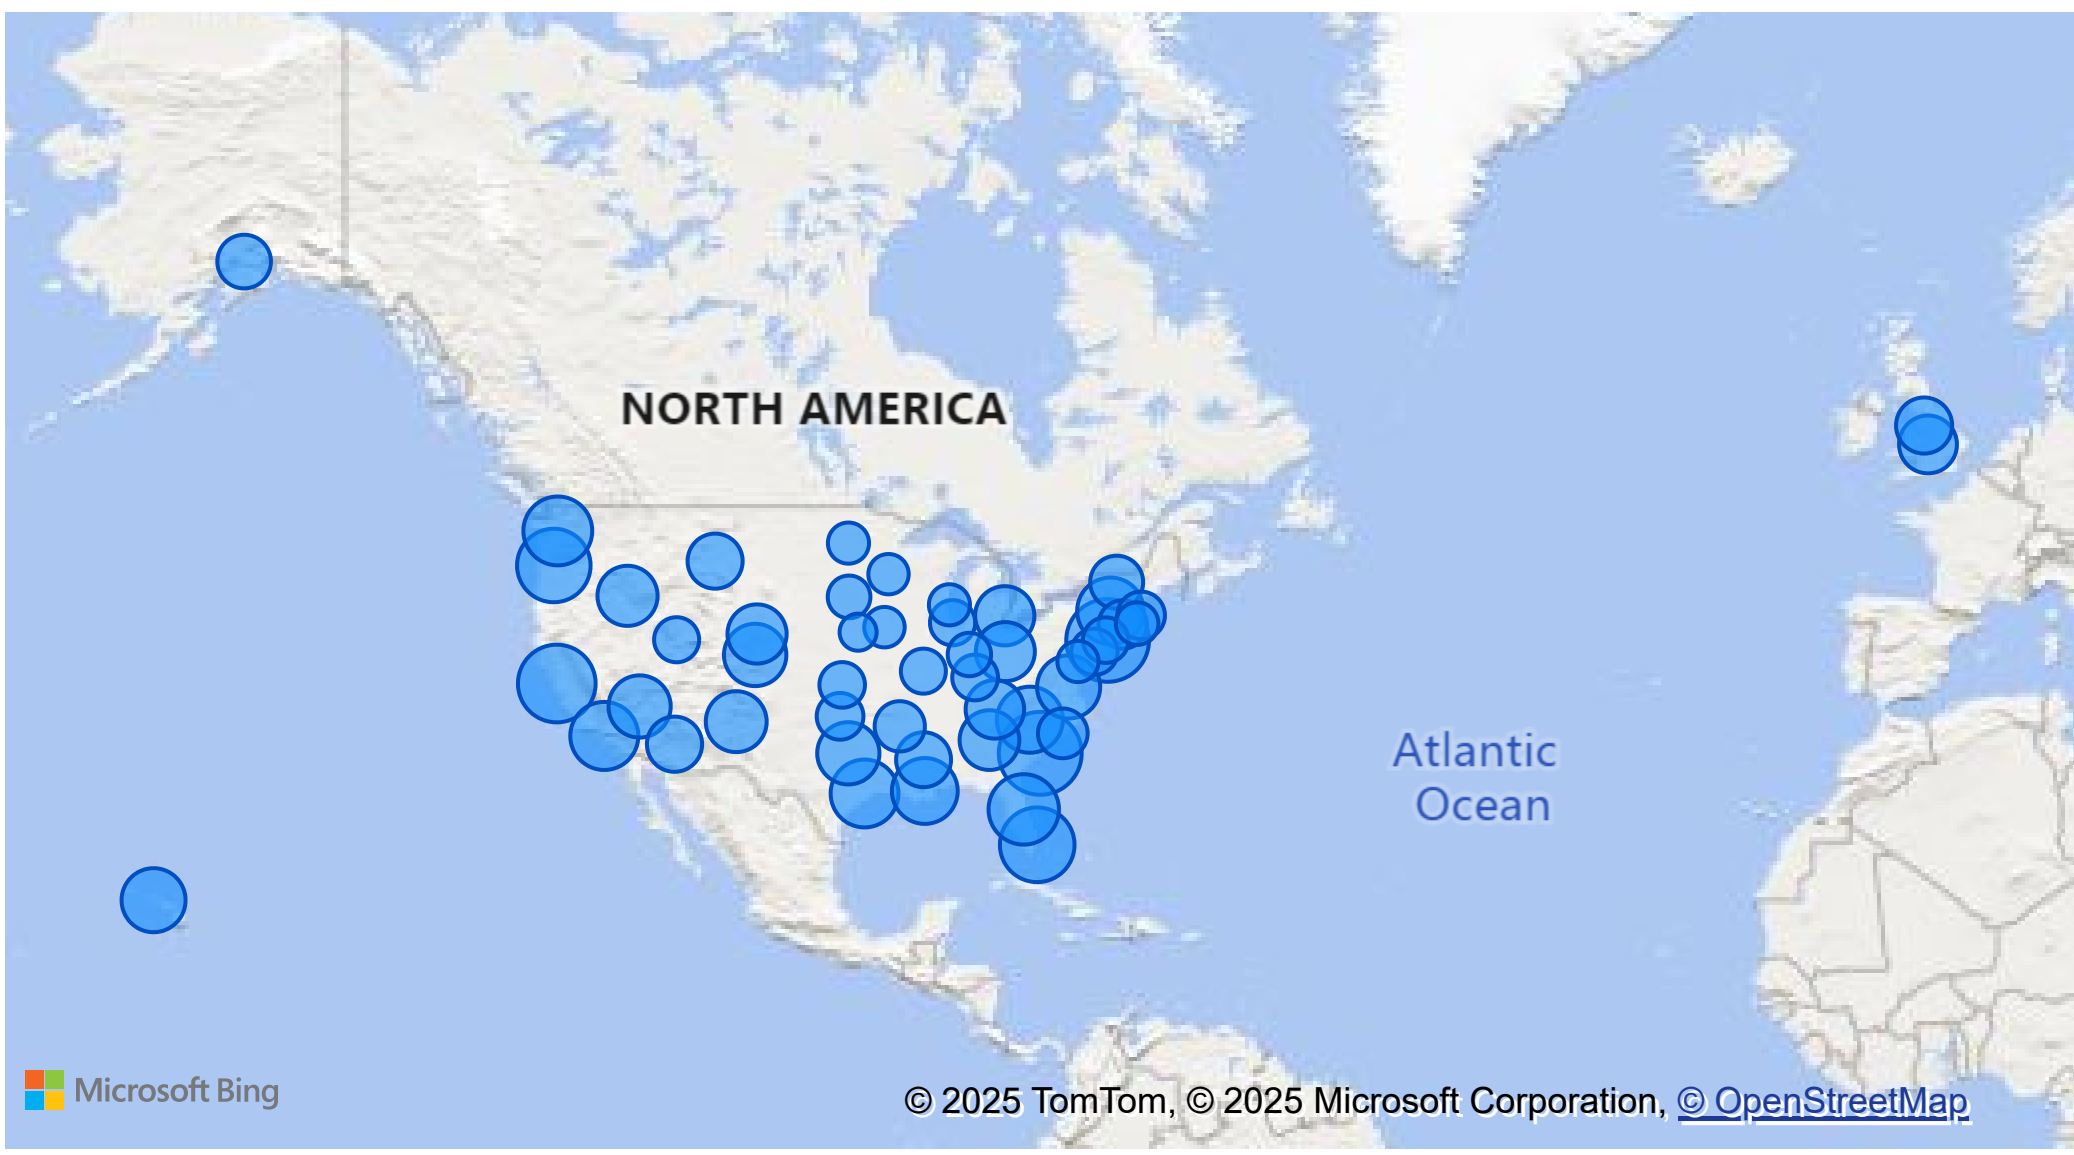 NORTH AMERICA
Atlantic
Ocean
Microsoft Bing
© 2025 TomTom, © 2025 Microsoft Corporation, © OpenStreetMap